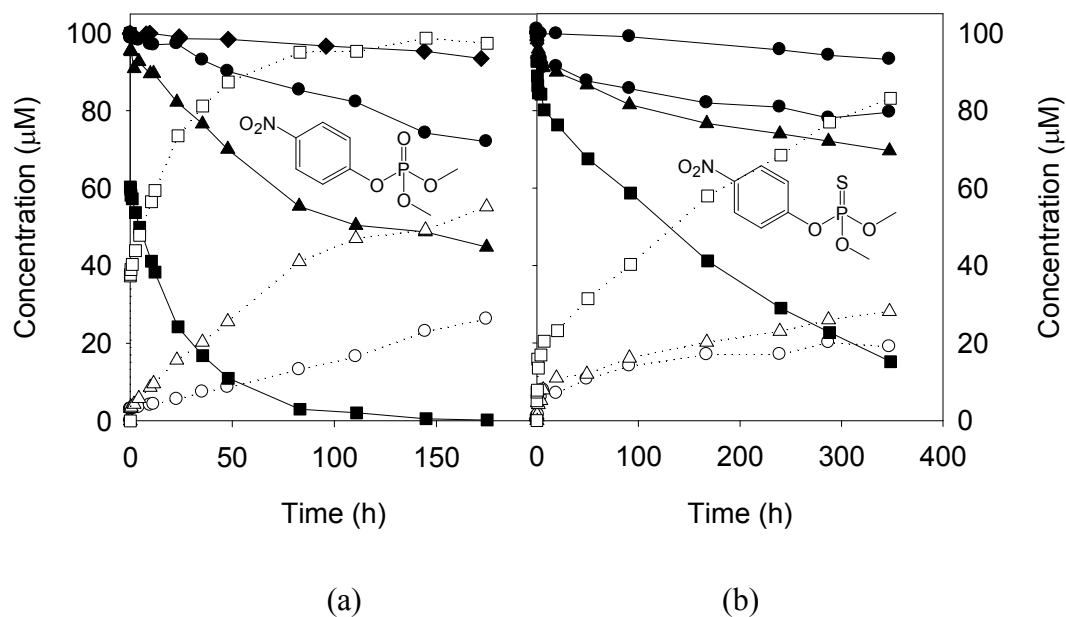 100
80
60
40
20
0
Concentration (μM)
O₂N
O
O
P
O
O
0
50
100
150
Time (h)
(a)
O₂N
S
O
P
O
O
0
100
200
300
400
Time (h)
(b)
100
80
60
40
20
0
Concentration (μM)